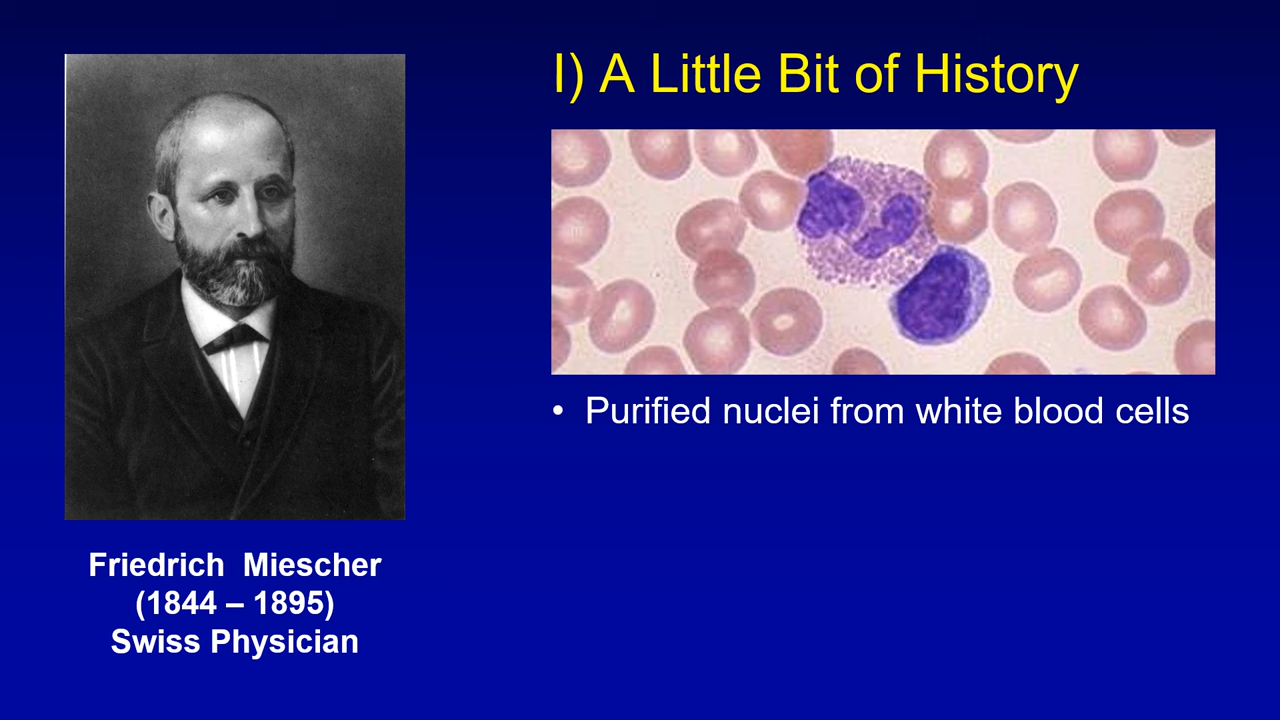 I) A Little Bit of History
• Purified nuclei from white blood cells
Friedrich Miescher
(1844 – 1895)
Swiss Physician